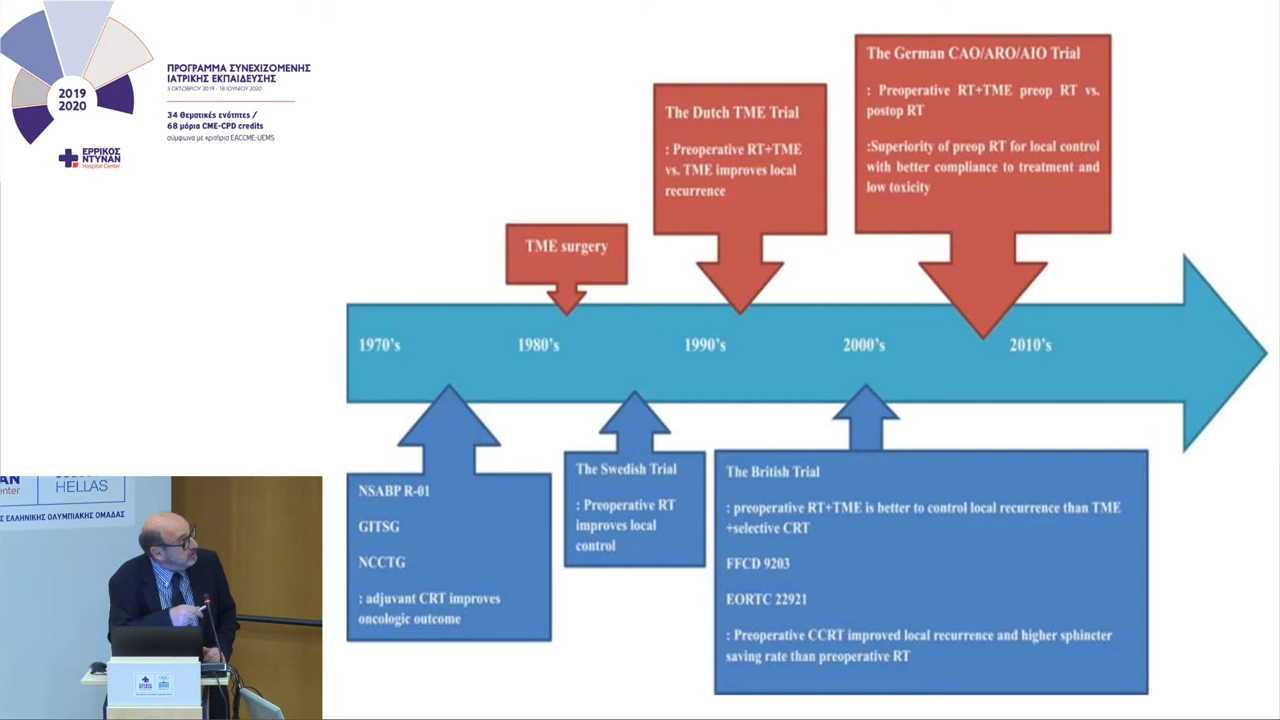 2019
2020
ΠΡΟΓΡΑΜΜΑ ΣΥΝΕΧΙΖΟΜΕΝΗΣ
ΙΑΤΡΙΚΗΣ ΕΚΠΑΙΔΕΥΣΗΣ
3 ΟΚΤΩΒΡΙΟΥ 2019 - 18 ΙΟΥΝΙΟΥ 2020
34 Θεματικές ενότητες /
68 μόρια CME-CPD credits
σύμφωνα με κριτήρια EACCME-UEMS
ΕΡΡΙΚΟΣ
ΝΤΥΝΑΝ
Hospital Center
The German CAO/ARO/AIO Trial
: Preoperative RT+TME preop RT vs.
postop RT
:Superiority of preop RT for local control
with better compliance to treatment and
low toxicity
The Dutch TME Trial
: Preoperative RT+TME
vs. TME improves local
recurrence
TME surgery
1970's
1980's
1990's
2000's
2010's
NSABP R-01
GITSG
NCCTG
: adjuvant CRT improves
oncologic outcome
The Swedish Trial
: Preoperative RT
improves local
control
The British Trial
: preoperative RT+TME is better to control local recurrence than TME
+selective CRT
FFCD 9203
EORTC 22921
: Preoperative CCRT improved local recurrence and higher sphincter
saving rate than preoperative RT
ΝΑΝ
enter
HELLAS
Σ ΕΛΛΗΝΙΚΗΣ ΟΛΥΜΠΙΑΚΗΣ ΟΜΑΔΑΣ